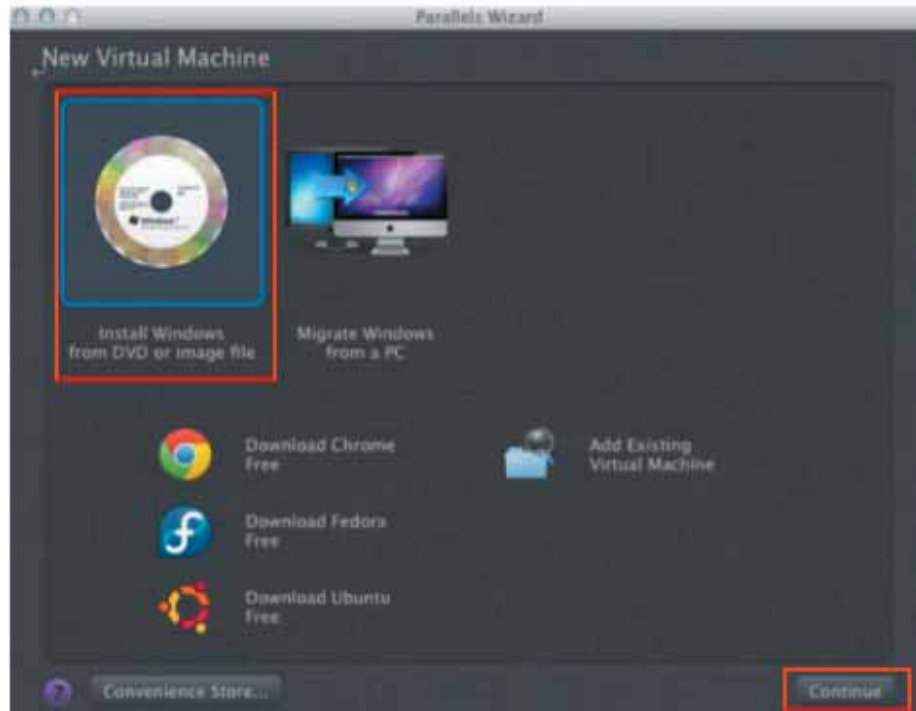 Parallels Wizard
New Virtual Machine
Install Windows
from DVD or image file
Migrate Windows
from a PC
Download Chrome
Free
Add Existing
Virtual Machine
Download Fedora
Free
Download Ubuntu
Free
?
Convenience Store...
Continue